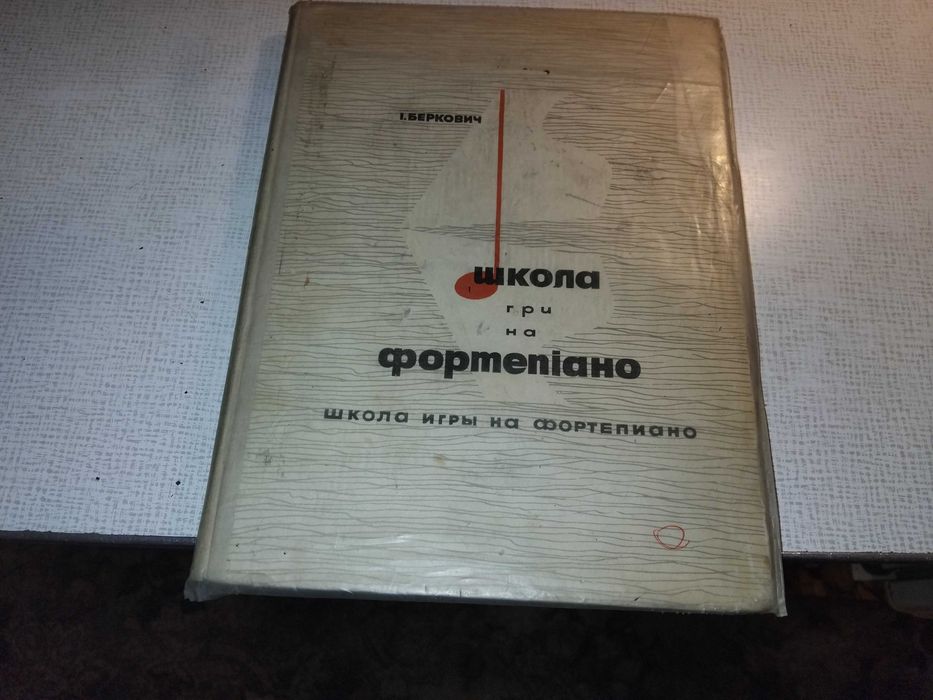 І. БЕРКОВИЧ
школа
гри
на
фортепіано
ШКОЛА ИГРЫ НА ФОРТЕПИАНО